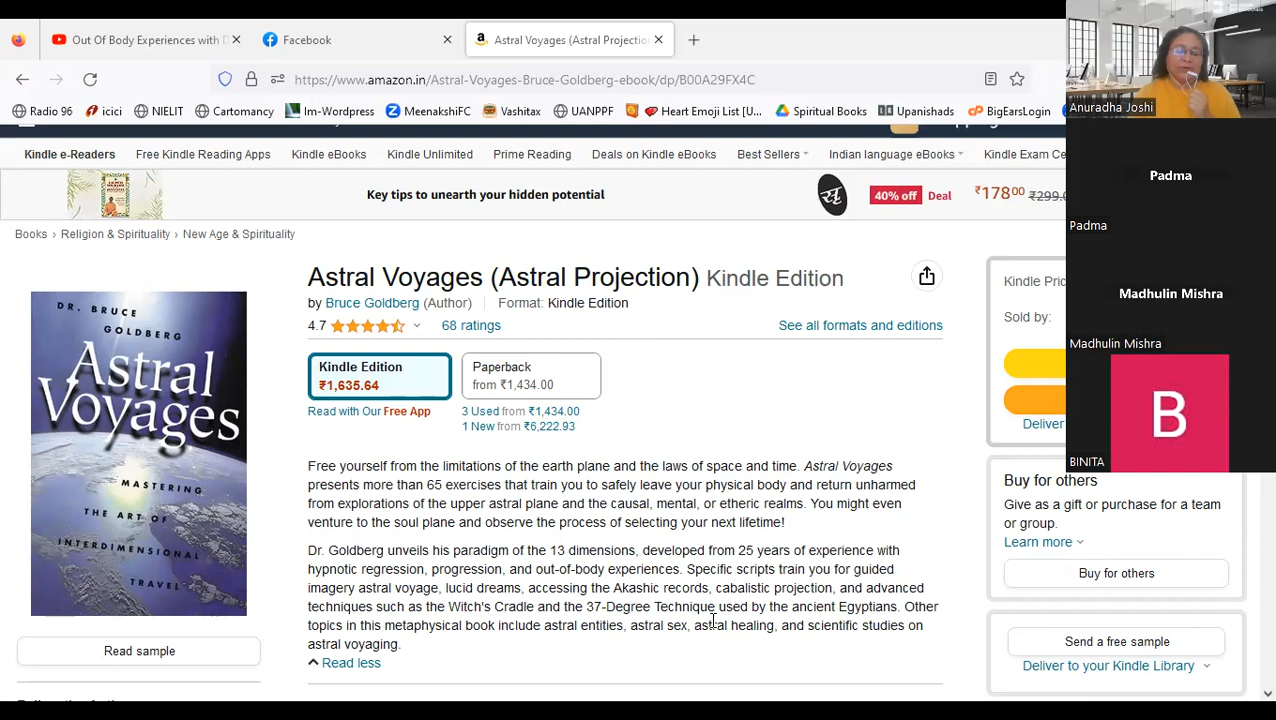 Out Of Body Experiences with D
Facebook
Astral Voyages (Astral Projectio
https://www.amazon.in/Astral-Voyages-Bruce-Goldberg-ebook/dp/B00A29FX4C
Radio 96 icici NIELIT Cartomancy Im-Wordpress MeenakshiFC Vashitax UANPPF Heart Emoji List [U... Spiritual Books Upanishads BigEarsLogin
Kindle e-Readers Free Kindle Reading Apps Kindle eBooks Kindle Unlimited Prime Reading Deals on Kindle eBooks Best Sellers Indian language eBooks Kindle Exam Ce
Key tips to unearth your hidden potential
40% off Deal ₹17800
Books › Religion & Spirituality › New Age & Spirituality
DR. BRUCE
GOLDBERG
Astral
Voyages
MASTERING
THE ART OF
INTERDIMENSIONAL
TRAVEL
Read sample
Astral Voyages (Astral Projection) Kindle Edition
by Bruce Goldberg (Author) Format: Kindle Edition
4.7 68 ratings See all formats and editions
Kindle Edition
₹1,635.64
Read with Our Free App
Paperback
from ₹1,434.00
3 Used from ₹1,434.00
1 New from ₹6,222.93
Free yourself from the limitations of the earth plane and the laws of space and time. Astral Voyages
presents more than 65 exercises that train you to safely leave your physical body and return unharmed
from explorations of the upper astral plane and the causal, mental, or etheric realms. You might even
venture to the soul plane and observe the process of selecting your next lifetime!
Dr. Goldberg unveils his paradigm of the 13 dimensions, developed from 25 years of experience with
hypnotic regression, progression, and out-of-body experiences. Specific scripts train you for guided
imagery astral voyage, lucid dreams, accessing the Akashic records, cabalistic projection, and advanced
techniques such as the Witch's Cradle and the 37-Degree Technique used by the ancient Egyptians. Other
topics in this metaphysical book include astral entities, astral sex, astral healing, and scientific studies on
astral voyaging.
Read less
Kindle Pric
Sold by:
Deliver
Buy for others
Give as a gift or purchase for a team
or group.
Learn more
Buy for others
Send a free sample
Deliver to your Kindle Library
Anuradha Joshi
Padma
Padma
Madhulin Mishra
Madhulin Mishra
B
BINITA